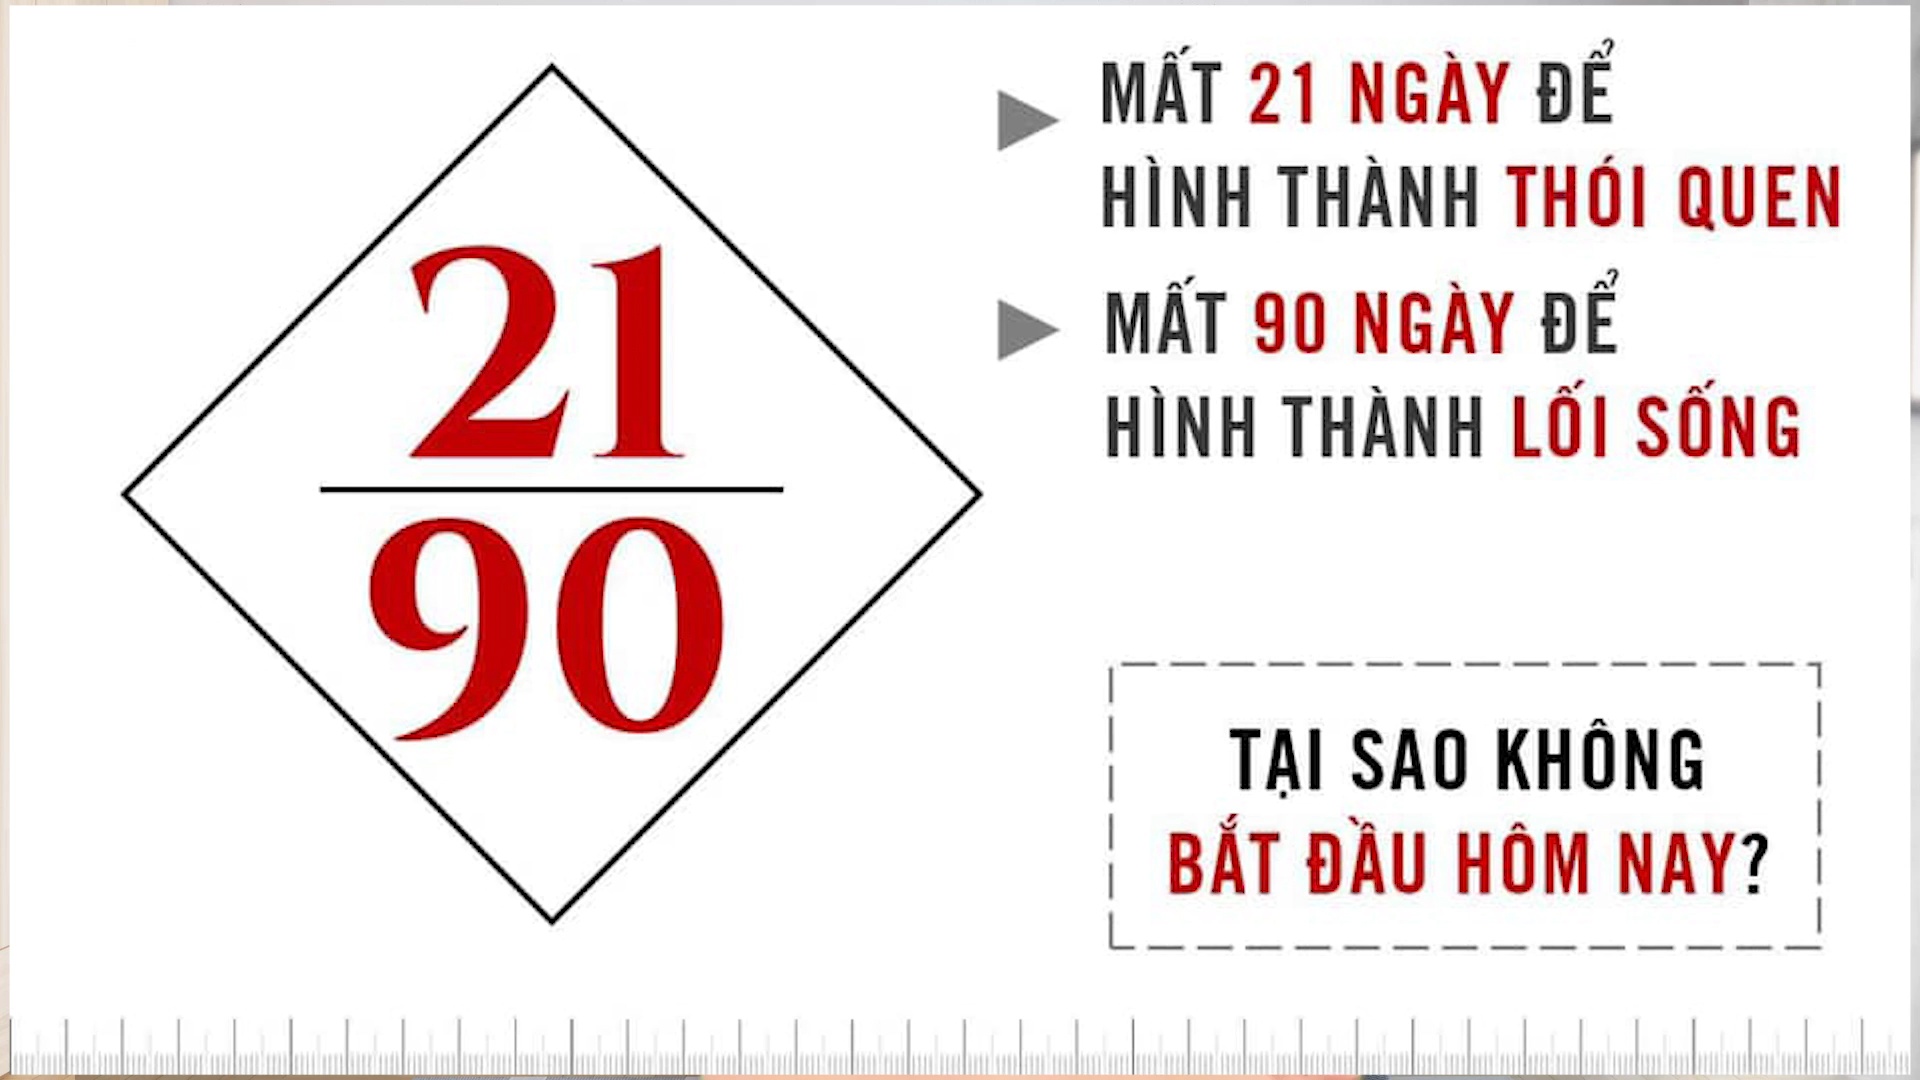 21
90
MẤT 21 NGÀY ĐỂ
HÌNH THÀNH THÓI QUEN
MẤT 90 NGÀY ĐỂ
HÌNH THÀNH LỐI SỐNG
TẠI SAO KHÔNG
BẮT ĐẦU HÔM NAY?